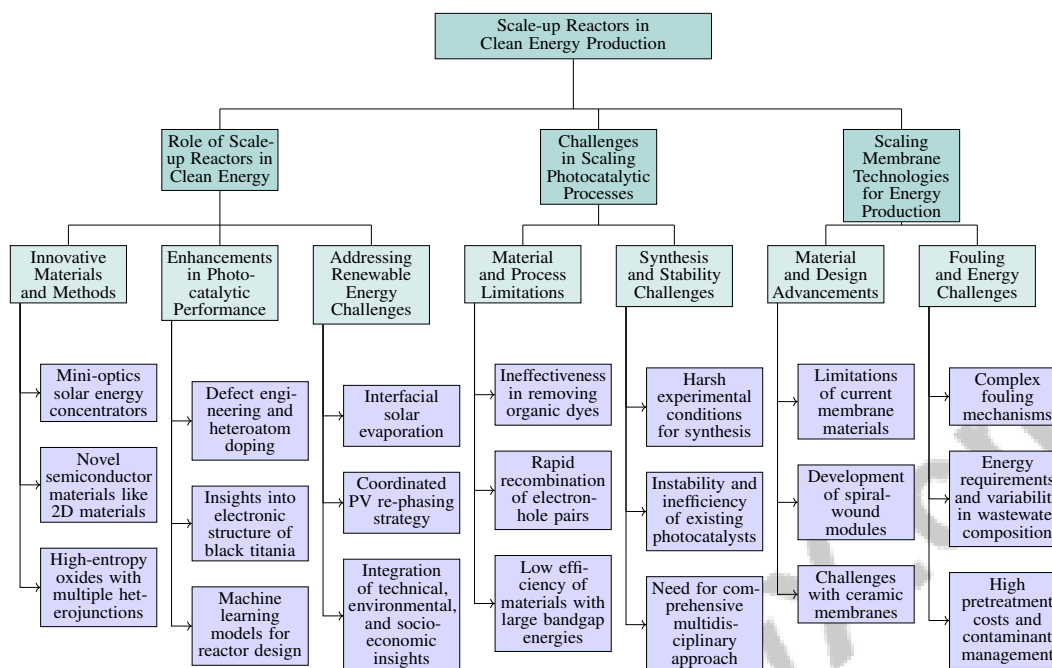 Scale-up Reactors in
Clean Energy Production
Role of Scale-
up Reactors in
Clean Energy
Challenges
in Scaling
Photocatalytic
Processes
Scaling
Membrane
Technologies
for Energy
Production
Innovative
Materials
and Methods
Enhancements
in Photo-
catalytic
Performance
Addressing
Renewable
Energy
Challenges
Material
and Process
Limitations
Synthesis
and Stability
Challenges
Material
and Design
Advancements
Fouling
and Energy
Challenges
Mini-optics
solar energy
concentrators
Novel
semiconductor
materials like
2D materials
High-entropy
oxides with
multiple het-
erojunctions
Defect engi-
neering and
heteroatom
doping
Insights into
electronic
structure of
black titania
Machine
learning
models for
reactor design
Interfacial
solar
evaporation
Coordinated
PV re-phasing
strategy
Integration
of technical,
environmental,
and socio-
economic
insights
Ineffectiveness
in removing
organic dyes
Rapid
recombination
of electron-
hole pairs
Low effi-
ciency of
materials with
large bandgap
energies
Harsh
experimental
conditions
for synthesis
Instability and
inefficiency
of existing
photocatalysts
Need for com-
prehensive
multidis-
ciplinary
approach
Limitations
of current
membrane
materials
Development
of spiral-
wound
modules
Challenges
with ceramic
membranes
Complex
fouling
mechanisms
Energy
requirements
and variability
in wastewater
composition
High
pretreatment
costs and
contaminant
management